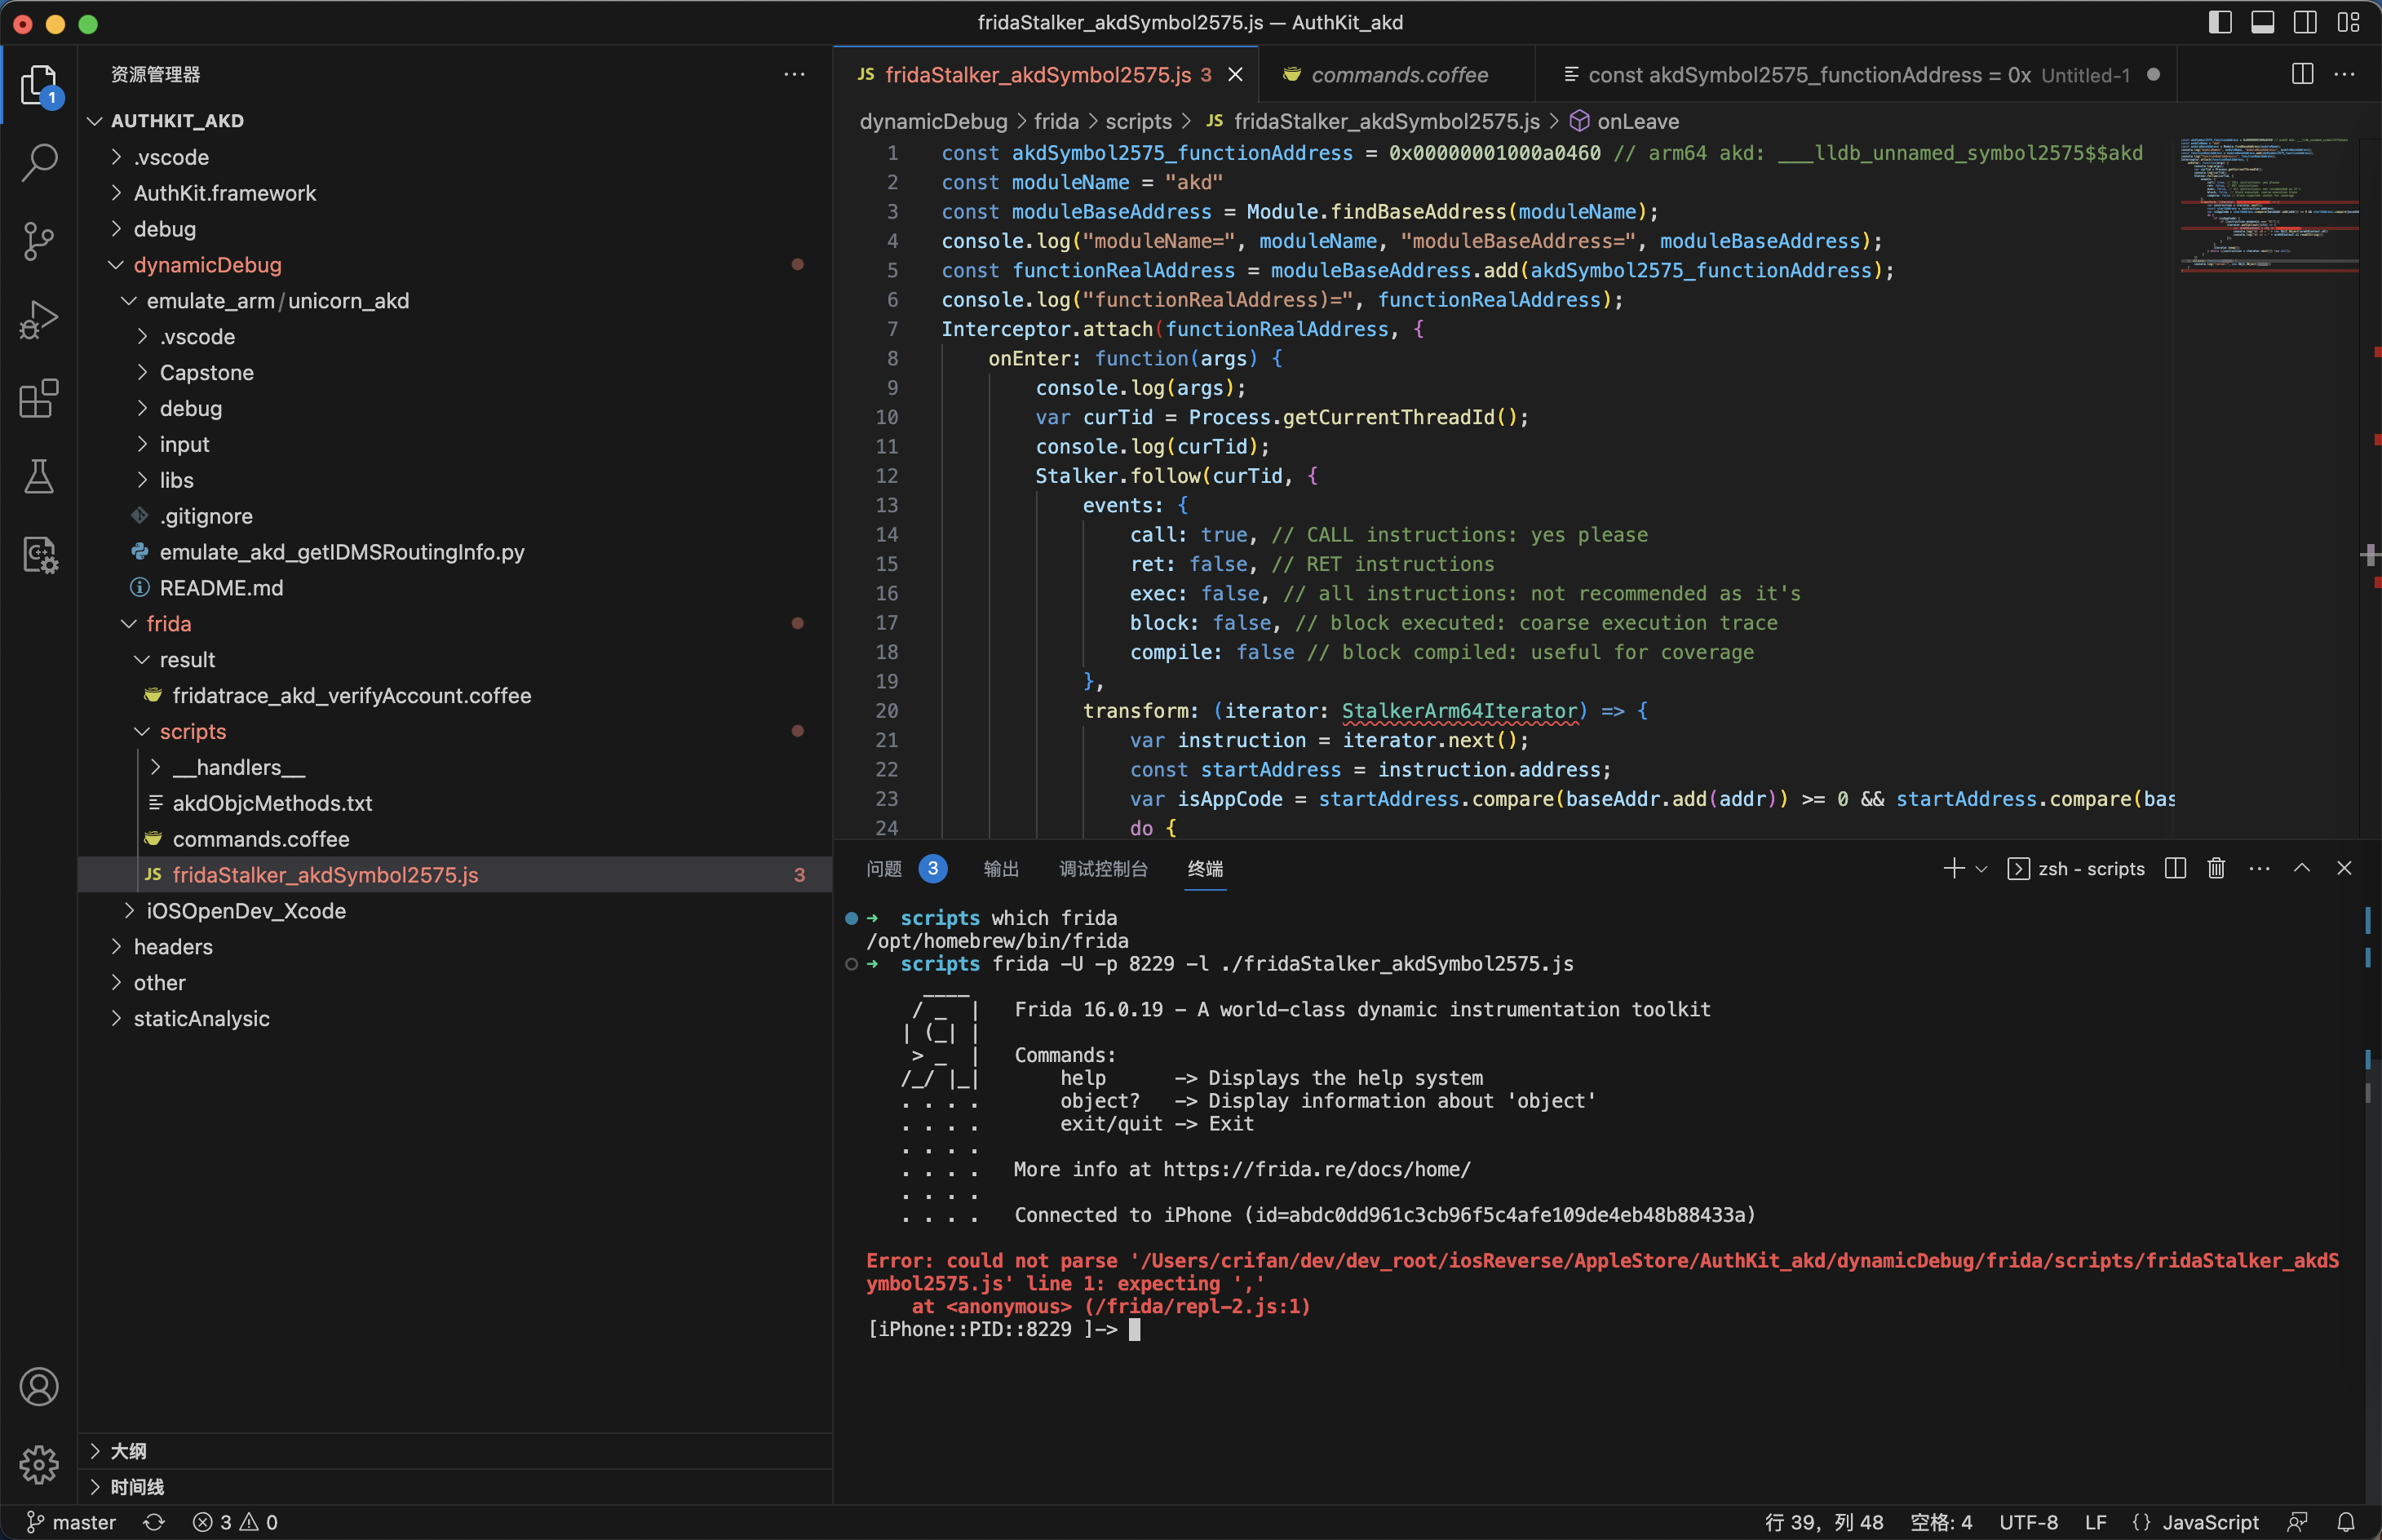 fridaStalker_akdSymbol2575.js — AuthKit_akd
资源管理器
1
AUTHKIT_AKD
.vscode
AuthKit.framework
debug
dynamicDebug
emulate_arm/unicorn_akd
.vscode
Capstone
debug
input
libs
.gitignore
emulate_akd_getIDMSRoutingInfo.py
README.md
frida
result
fridatrace_akd_verifyAccount.coffee
scripts
__handlers__
akdObjcMethods.txt
commands.coffee
JS fridaStalker_akdSymbol2575.js 3
iOSOpenDev_Xcode
headers
other
staticAnalysic
大纲
时间线
JS fridaStalker_akdSymbol2575.js 3
commands.coffee
const akdSymbol2575_functionAddress = 0x Untitled-1
dynamicDebug > frida > scripts > JS fridaStalker_akdSymbol2575.js > onLeave
1 const akdSymbol2575_functionAddress = 0x00000001000a0460 // arm64 akd: ___lldb_unnamed_symbol2575$$akd
2 const moduleName = "akd"
3 const moduleBaseAddress = Module.findBaseAddress(moduleName);
4 console.log("moduleName=", moduleName, "moduleBaseAddress=", moduleBaseAddress);
5 const functionRealAddress = moduleBaseAddress.add(akdSymbol2575_functionAddress);
6 console.log("functionRealAddress)=", functionRealAddress);
7 Interceptor.attach(functionRealAddress, {
8 onEnter: function(args) {
9 console.log(args);
10 var curTid = Process.getCurrentThreadId();
11 console.log(curTid);
12 Stalker.follow(curTid, {
13 events: {
14 call: true, // CALL instructions: yes please
15 ret: false, // RET instructions
16 exec: false, // all instructions: not recommended as it's
17 block: false, // block executed: coarse execution trace
18 compile: false // block compiled: useful for coverage
19 },
20 transform: (iterator: StalkerArm64Iterator) => {
21 var instruction = iterator.next();
22 const startAddress = instruction.address;
23 var isAppCode = startAddress.compare(baseAddr.add(addr)) >= 0 && startAddress.compare(bas
24 do {
问题 3 输出 调试控制台 终端
zsh - scripts
➜ scripts which frida
/opt/homebrew/bin/frida
➜ scripts frida -U -p 8229 -l ./fridaStalker_akdSymbol2575.js
____
/ _ | Frida 16.0.19 - A world-class dynamic instrumentation toolkit
| (_| |
> _ | Commands:
/_/ |_| help -> Displays the help system
. . . . object? -> Display information about 'object'
. . . . exit/quit -> Exit
. . . .
. . . . More info at https://frida.re/docs/home/
. . . .
. . . . Connected to iPhone (id=abdc0dd961c3cb96f5c4afe109de4eb48b88433a)
Error: could not parse '/Users/crifan/dev/dev_root/iosReverse/AppleStore/AuthKit_akd/dynamicDebug/frida/scripts/fridaStalker_akdS
ymbol2575.js' line 1: expecting ','
at <anonymous> (/frida/repl-2.js:1)
[iPhone::PID::8229 ]->
master 3 0
行 39，列 48 空格: 4 UTF-8 LF {} JavaScript